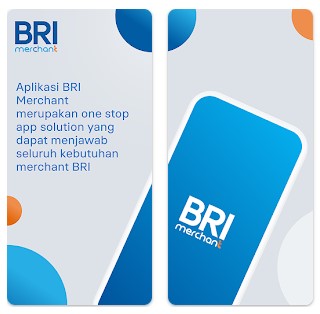 BRI
merchant
Aplikasi BRI
Merchant
merupakan one stop
app solution yang
dapat menjawab
seluruh kebutuhan
merchant BRI
BRI
merchant